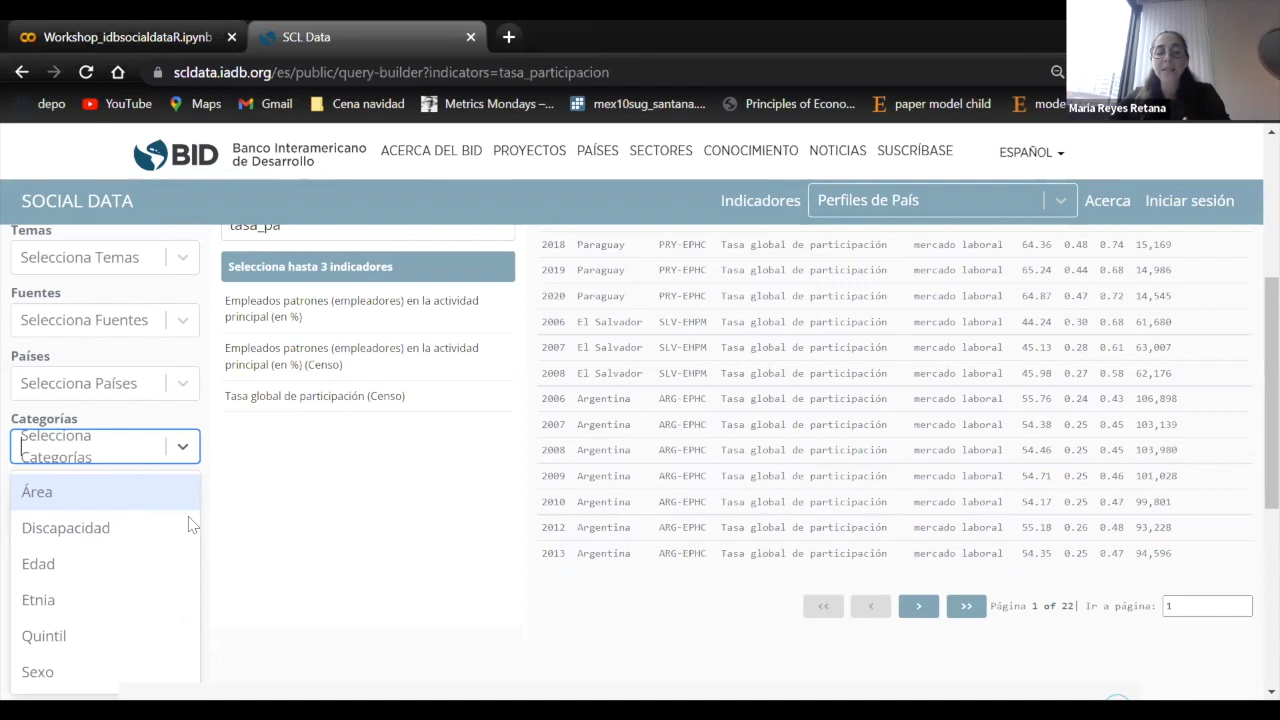 Workshop_idbsocialdataR.ipynb
SCL Data
scldata.iadb.org/es/public/query-builder?indicators=tasa_participacion
depo YouTube Maps Gmail Cena navidad Metrics Mondays –... mex10sug_santana.... Principles of Econo... paper model child mode
María Reyes Retana
BID
Banco Interamericano
de Desarrollo
ACERCA DEL BID PROYECTOS PAÍSES SECTORES CONOCIMIENTO NOTICIAS SUSCRÍBASE
ESPAÑOL
SOCIAL DATA
Indicadores
Perfiles de País
Acerca
Iniciar sesión
Temas
Selecciona Temas
Fuentes
Selecciona Fuentes
Países
Selecciona Países
Categorías
Selecciona
Categorías
Área
Discapacidad
Edad
Etnia
Quintil
Sexo
tasa_pa
Selecciona hasta 3 indicadores
Empleados patrones (empleadores) en la actividad
principal (en %)
Empleados patrones (empleadores) en la actividad
principal (en %) (Censo)
Tasa global de participación (Censo)
2018 Paraguay PRY-EPHC Tasa global de participación mercado laboral 64.36 0.48 0.74 15,169
2019 Paraguay PRY-EPHC Tasa global de participación mercado laboral 65.24 0.44 0.68 14,986
2020 Paraguay PRY-EPHC Tasa global de participación mercado laboral 64.87 0.47 0.72 14,545
2006 El Salvador SLV-EHPM Tasa global de participación mercado laboral 44.24 0.30 0.68 61,680
2007 El Salvador SLV-EHPM Tasa global de participación mercado laboral 45.13 0.28 0.61 63,007
2008 El Salvador SLV-EHPM Tasa global de participación mercado laboral 45.98 0.27 0.58 62,176
2006 Argentina ARG-EPHC Tasa global de participación mercado laboral 55.76 0.24 0.43 106,898
2007 Argentina ARG-EPHC Tasa global de participación mercado laboral 54.38 0.25 0.45 103,139
2008 Argentina ARG-EPHC Tasa global de participación mercado laboral 54.46 0.25 0.45 103,980
2009 Argentina ARG-EPHC Tasa global de participación mercado laboral 54.71 0.25 0.46 101,028
2010 Argentina ARG-EPHC Tasa global de participación mercado laboral 54.17 0.25 0.47 99,801
2012 Argentina ARG-EPHC Tasa global de participación mercado laboral 55.18 0.26 0.48 93,228
2013 Argentina ARG-EPHC Tasa global de participación mercado laboral 54.35 0.25 0.47 94,596
<< < > >> Página 1 of 22| Ir a página: 1